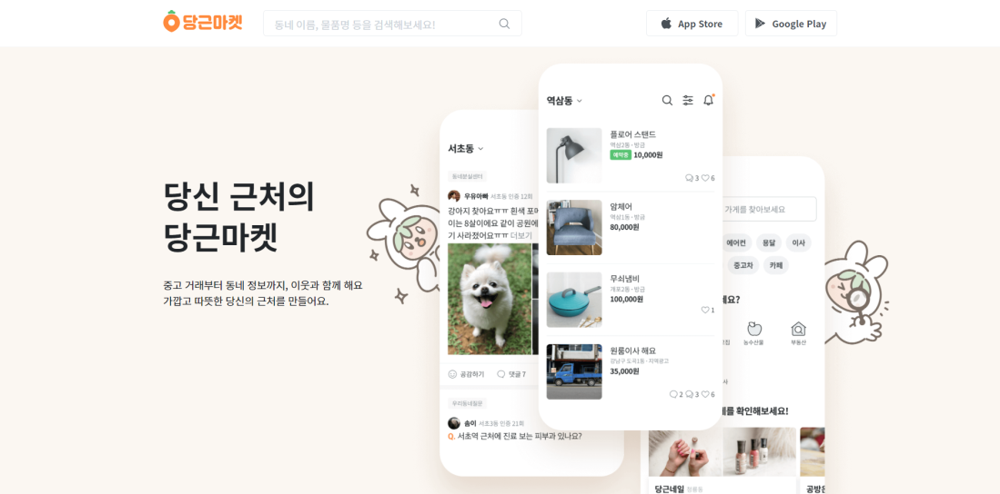 당근마켓
동네 이름, 물품명 등을 검색해보세요!
App Store
Google Play
당신 근처의
당근마켓
중고 거래부터 동네 정보까지, 이웃과 함께 해요
가깝고 따뜻한 당신의 근처를 만들어요.
서초동
동네분실센터
우유아빠 서초동 인증 12회
강아지 찾아요ㅠㅠ 흰색 포메
이는 8살이에요 같이 공원에
기 사라졌어요ㅠㅠ 더보기
공감하기
댓글 7
우리동네질문
솜이 서초3동 인증 21회
Q. 서초역 근처에 진료 보는 피부과 있나요?
역삼동
플로어 스탠드
역삼2동 · 방금
예약중 10,000원
3 6
암체어
역삼1동 · 방금
80,000원
무쇠냄비
개포2동 · 방금
100,000원
1
원룸이사 해요
강남구 도곡1동 · 지역광고
35,000원
2 3 6
가게를 찾아보세요
에어컨 용달 이사
중고차 카페
세요?
농수산물 부동산
게를 확인해보세요!
당근네일 정릉동
공방은